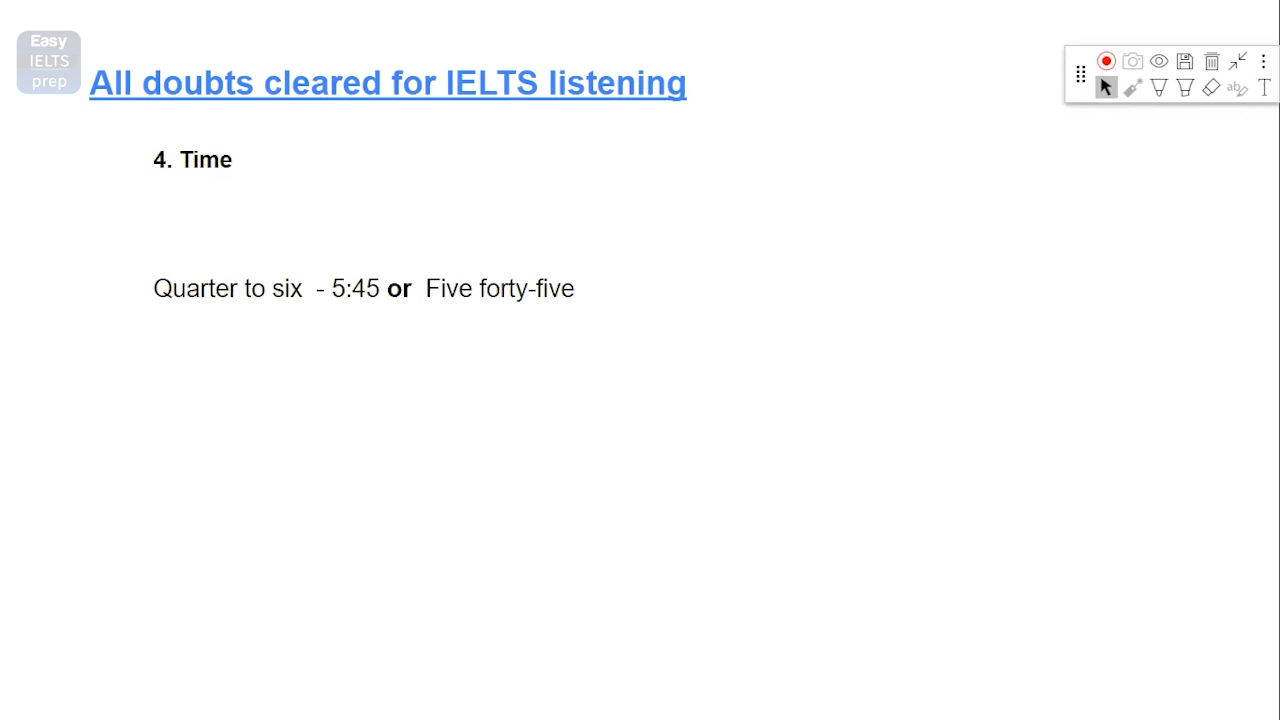 Easy
IELTS
prep
All doubts cleared for IELTS listening
4. Time
Quarter to six - 5:45 or Five forty-five
ab
T